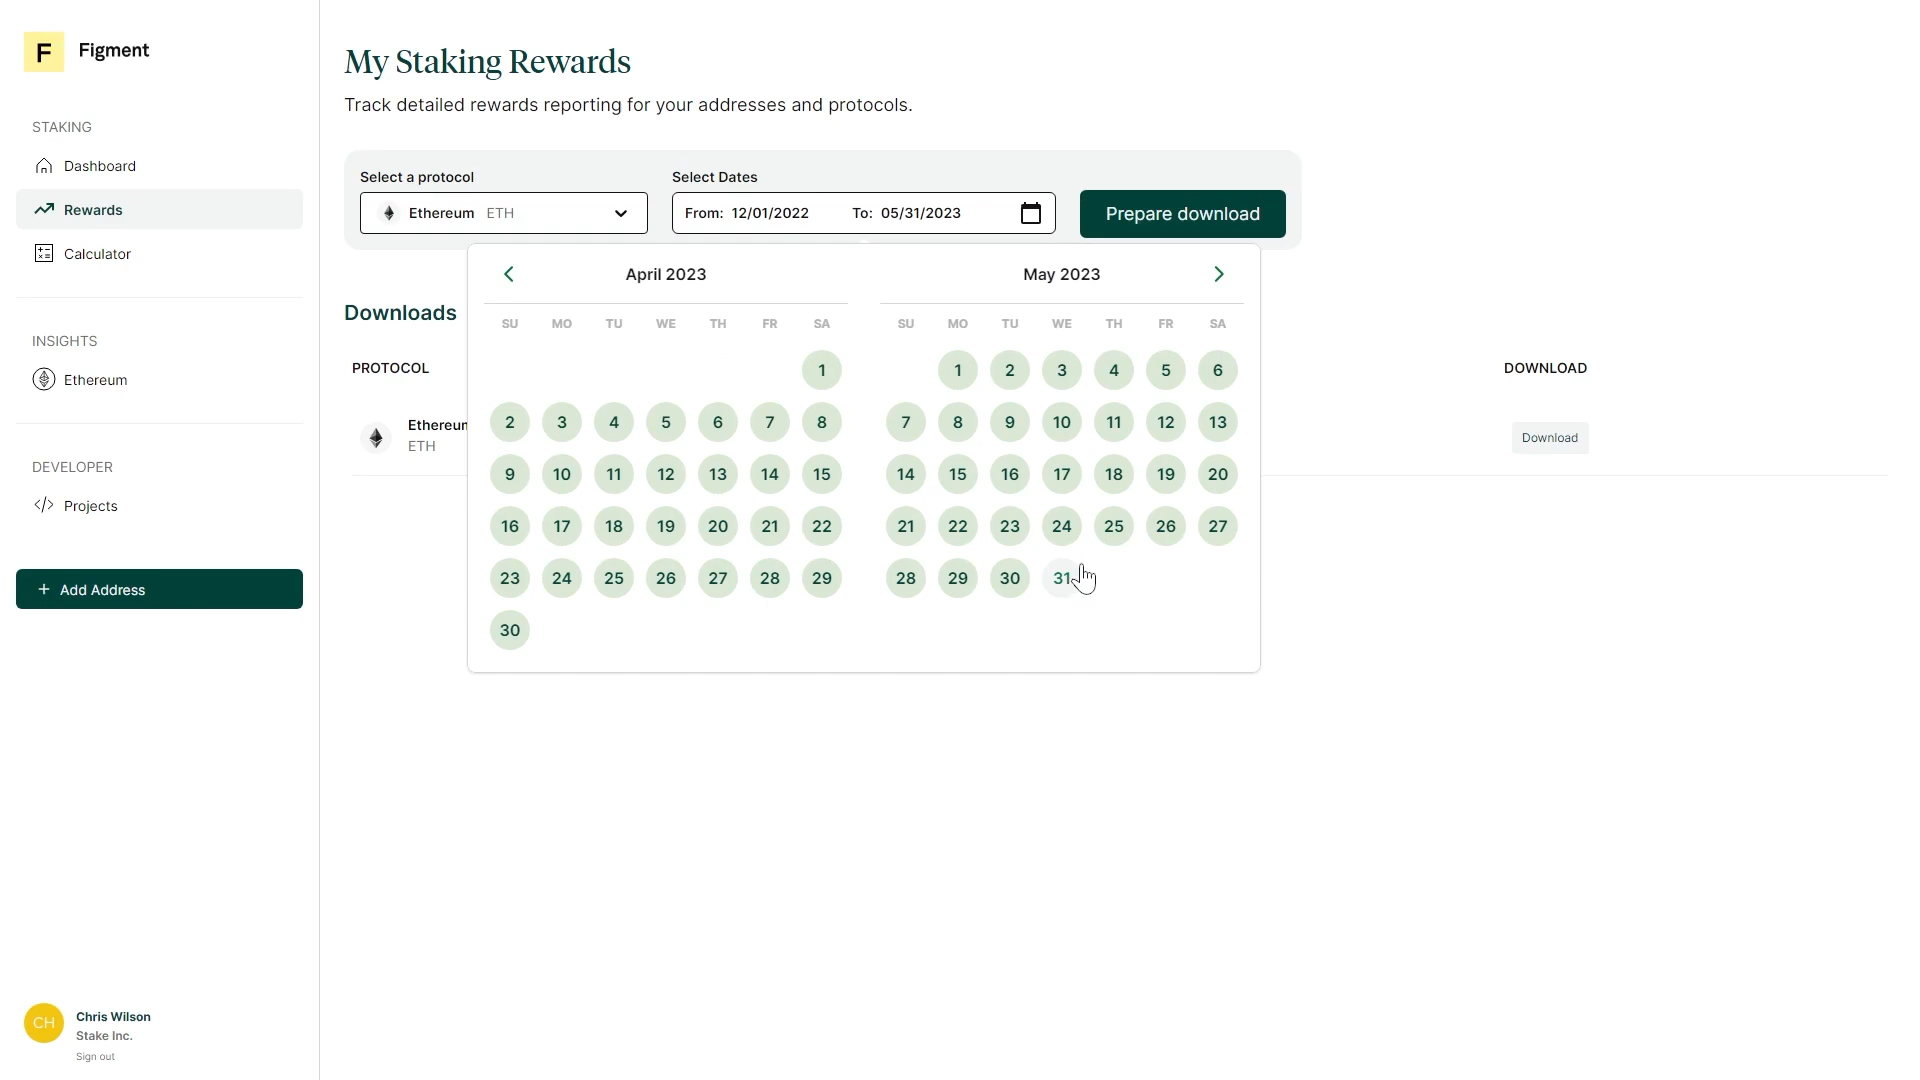 F Figment
STAKING
Dashboard
Rewards
Calculator
INSIGHTS
Ethereum
DEVELOPER
Projects
+ Add Address
CH
Chris Wilson
Stake Inc.
Sign out
My Staking Rewards
Track detailed rewards reporting for your addresses and protocols.
Select a protocol
Ethereum ETH
Select Dates
From: 12/01/2022 To: 05/31/2023
Prepare download
Downloads
PROTOCOL
DOWNLOAD
Ethereum
ETH
Download
April 2023
SU MO TU WE TH FR SA
1
2 3 4 5 6 7 8
9 10 11 12 13 14 15
16 17 18 19 20 21 22
23 24 25 26 27 28 29
30
May 2023
SU MO TU WE TH FR SA
1 2 3 4 5 6
7 8 9 10 11 12 13
14 15 16 17 18 19 20
21 22 23 24 25 26 27
28 29 30 31